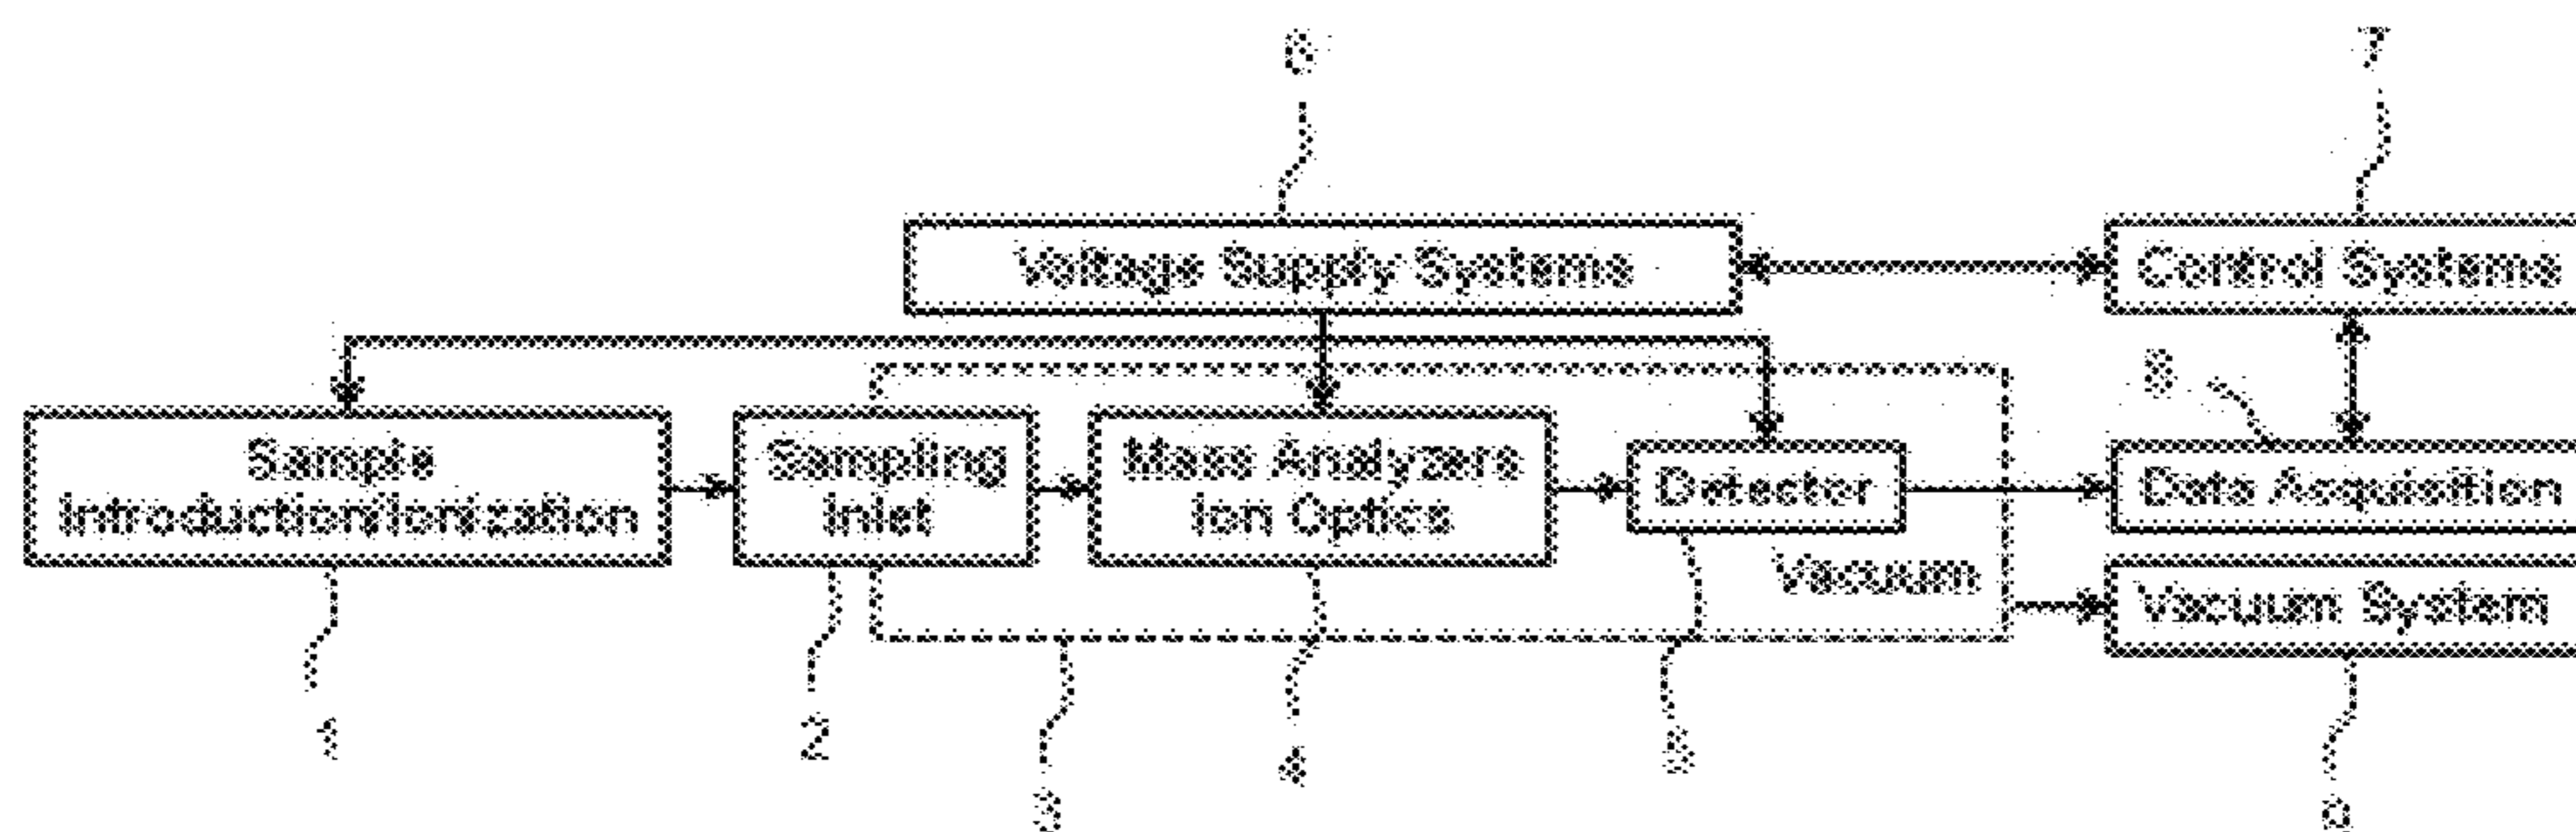 6
7
Voltage Supply Systems
Control Systems
8
Sample
Introduction/Ionization
Sampling
Inlet
Mass Analyzers
Ion Optics
Detector
Data Acquisition
Vacuum
Vacuum System
1
2
3
4
5
9